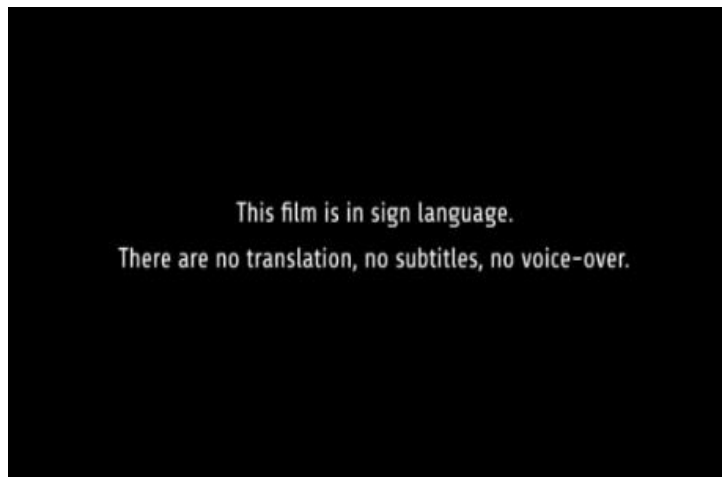 This film is in sign language.
There are no translation, no subtitles, no voice-over.